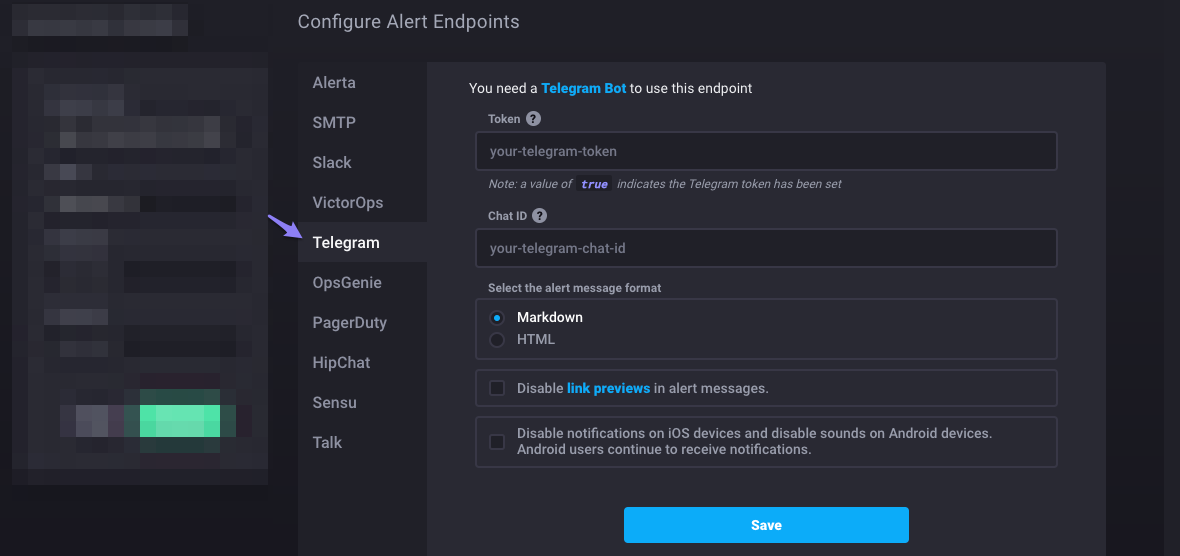 Configure Alert Endpoints
Alerta
SMTP
Slack
VictorOps
Telegram
OpsGenie
PagerDuty
HipChat
Sensu
Talk
You need a Telegram Bot to use this endpoint
Token ?
your-telegram-token
Note: a value of true indicates the Telegram token has been set
Chat ID ?
your-telegram-chat-id
Select the alert message format
Markdown
HTML
Disable link previews in alert messages.
Disable notifications on iOS devices and disable sounds on Android devices.
Android users continue to receive notifications.
Save